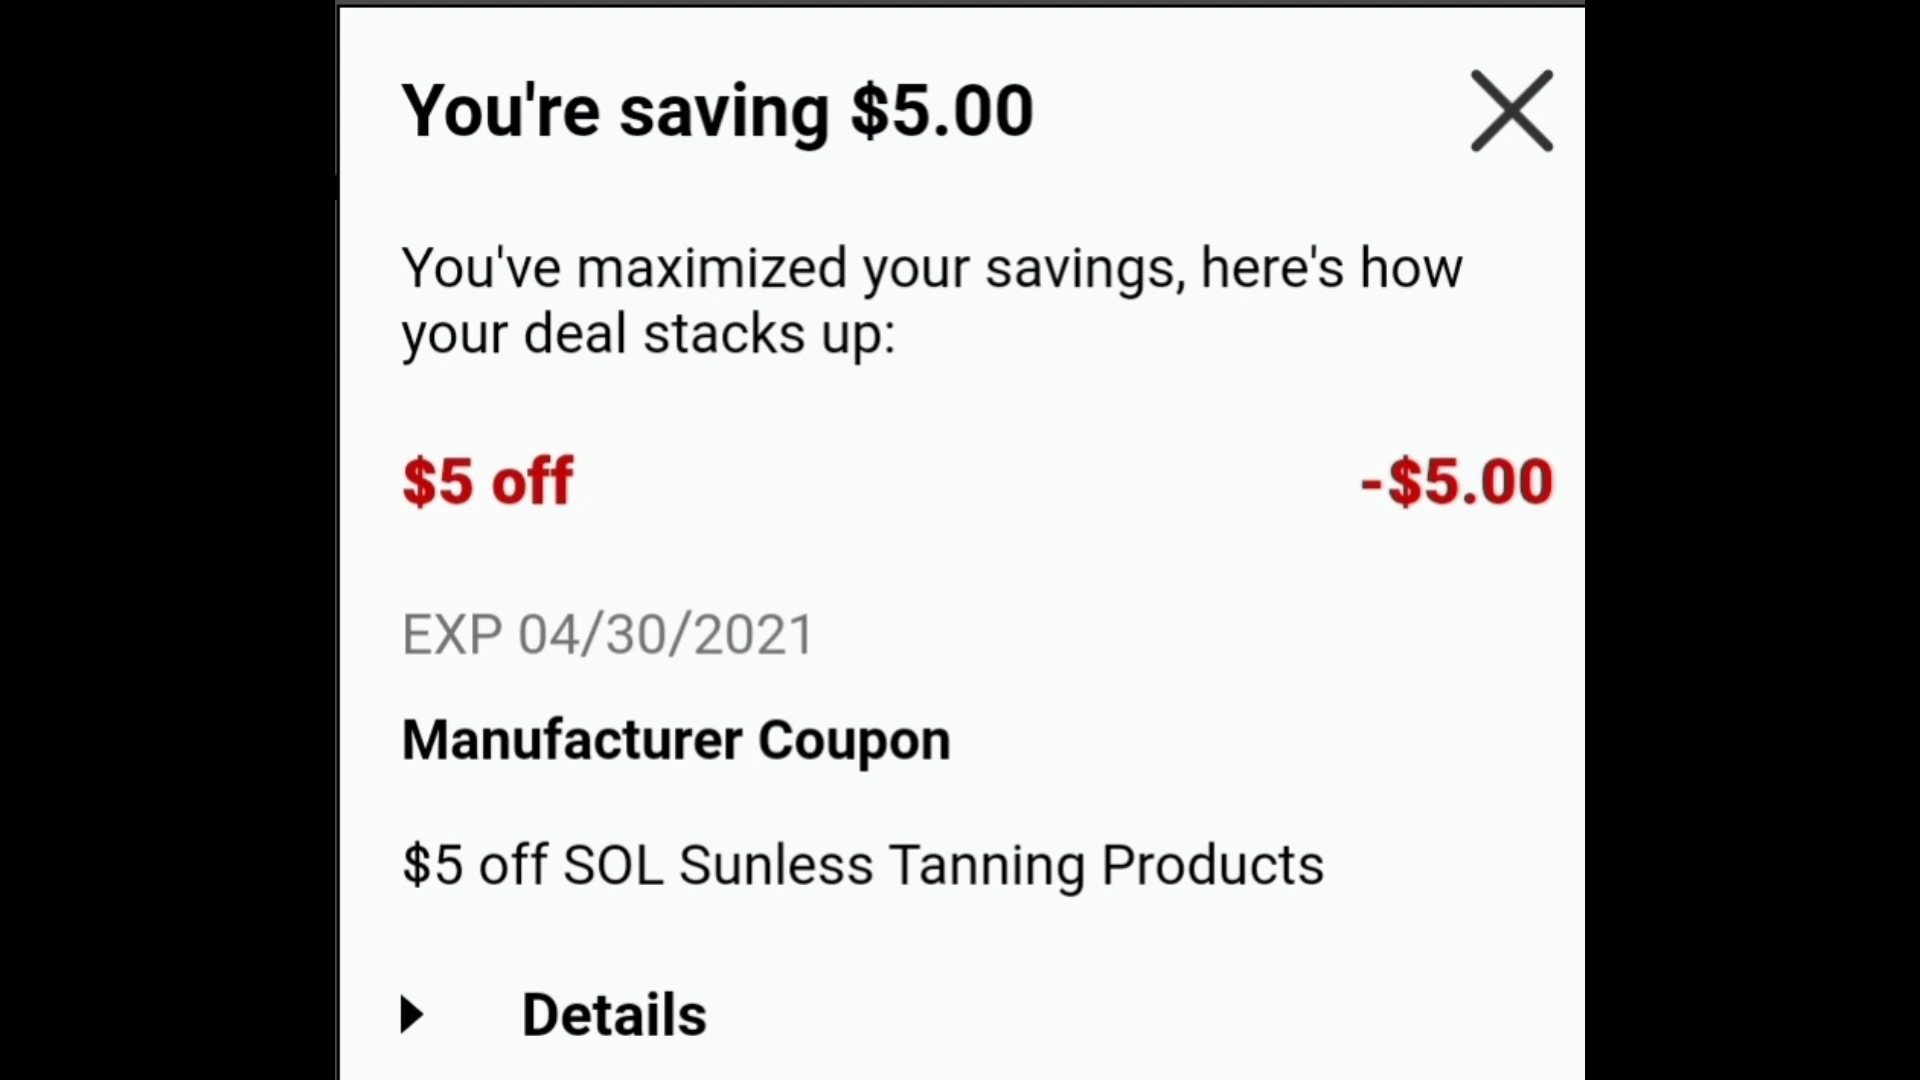 You're saving $5.00
You've maximized your savings, here's how
your deal stacks up:
$5 off -$5.00
EXP 04/30/2021
Manufacturer Coupon
$5 off SOL Sunless Tanning Products
Details